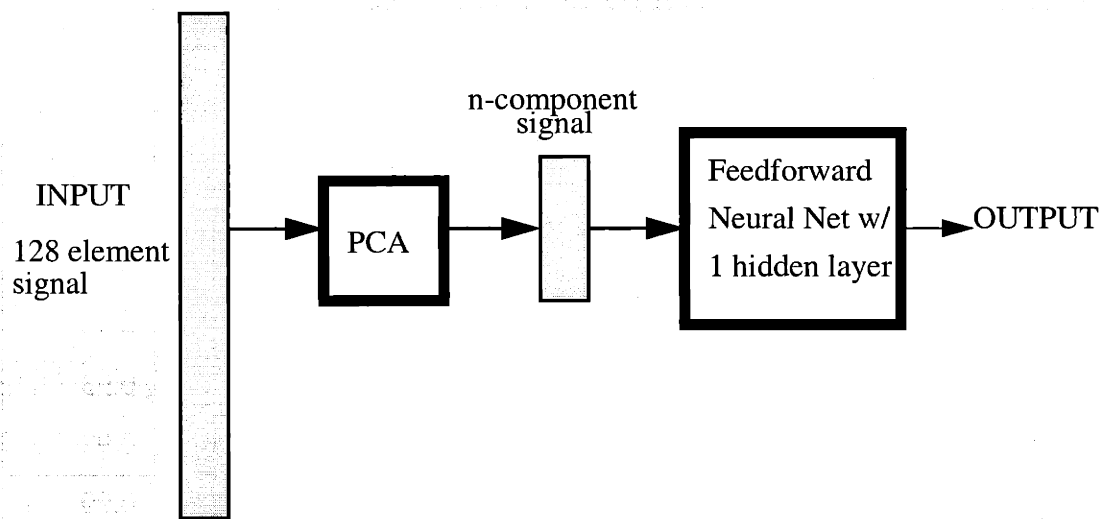 INPUT
128 element
signal
PCA
n-component
signal
Feedforward
Neural Net w/
1 hidden layer
OUTPUT